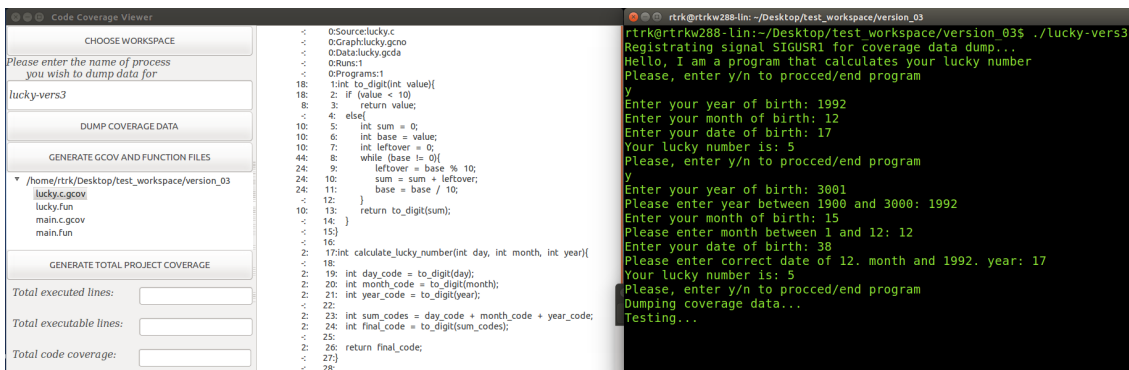 Code Coverage Viewer
CHOOSE WORKSPACE
Please enter the name of process
you wish to dump data for
lucky-vers3
DUMP COVERAGE DATA
GENERATE GCOV AND FUNCTION FILES
/home/rtrk/Desktop/test_workspace/version_03
lucky.c.gcov
lucky.fun
main.c.gcov
main.fun
GENERATE TOTAL PROJECT COVERAGE
Total executed lines:
Total executable lines:
Total code coverage:
-: 0:Source:lucky.c
-: 0:Graph:lucky.gcno
-: 0:Data:lucky.gcda
-: 0:Runs:1
-: 0:Programs:1
18: 1:int to_digit(int value){
18: 2: if (value < 10)
8: 3: return value;
-: 4: else{
10: 5: int sum = 0;
10: 6: int base = value;
10: 7: int leftover = 0;
44: 8: while (base != 0){
24: 9: leftover = base % 10;
24: 10: sum = sum + leftover;
24: 11: base = base / 10;
-: 12: }
10: 13: return to_digit(sum);
-: 14: }
-: 15:}
-: 16:
2: 17:int calculate_lucky_number(int day, int month, int year){
-: 18:
2: 19: int day_code = to_digit(day);
2: 20: int month_code = to_digit(month);
2: 21: int year_code = to_digit(year);
-: 22:
2: 23: int sum_codes = day_code + month_code + year_code;
2: 24: int final_code = to_digit(sum_codes);
-: 25:
2: 26: return final_code;
-: 27:}
-: 28:
rtrk@rtrkw288-lin: ~/Desktop/test_workspace/version_03
rtrk@rtrkw288-lin:~/Desktop/test_workspace/version_03$ ./lucky-vers3
Registrating signal SIGUSR1 for coverage data dump...
Hello, I am a program that calculates your lucky number
Please, enter y/n to procced/end program
y
Enter your year of birth: 1992
Enter your month of birth: 12
Enter your date of birth: 17
Your lucky number is: 5
Please, enter y/n to procced/end program
y
Enter your year of birth: 3001
Please enter year between 1900 and 3000: 1992
Enter your month of birth: 15
Please enter month between 1 and 12: 12
Enter your date of birth: 38
Please enter correct date of 12. month and 1992. year: 17
Your lucky number is: 5
Please, enter y/n to procced/end program
Dumping coverage data...
Testing...